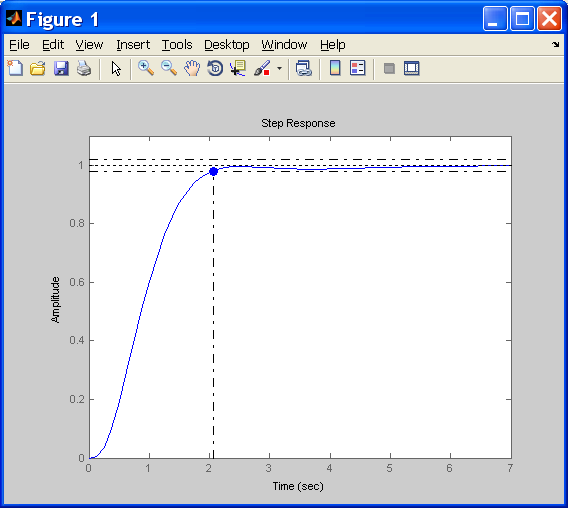 Figure 1
File Edit View Insert Tools Desktop Window Help
Step Response
1
0.8
0.6
0.4
0.2
0
Amplitude
0 1 2 3 4 5 6 7
Time (sec)